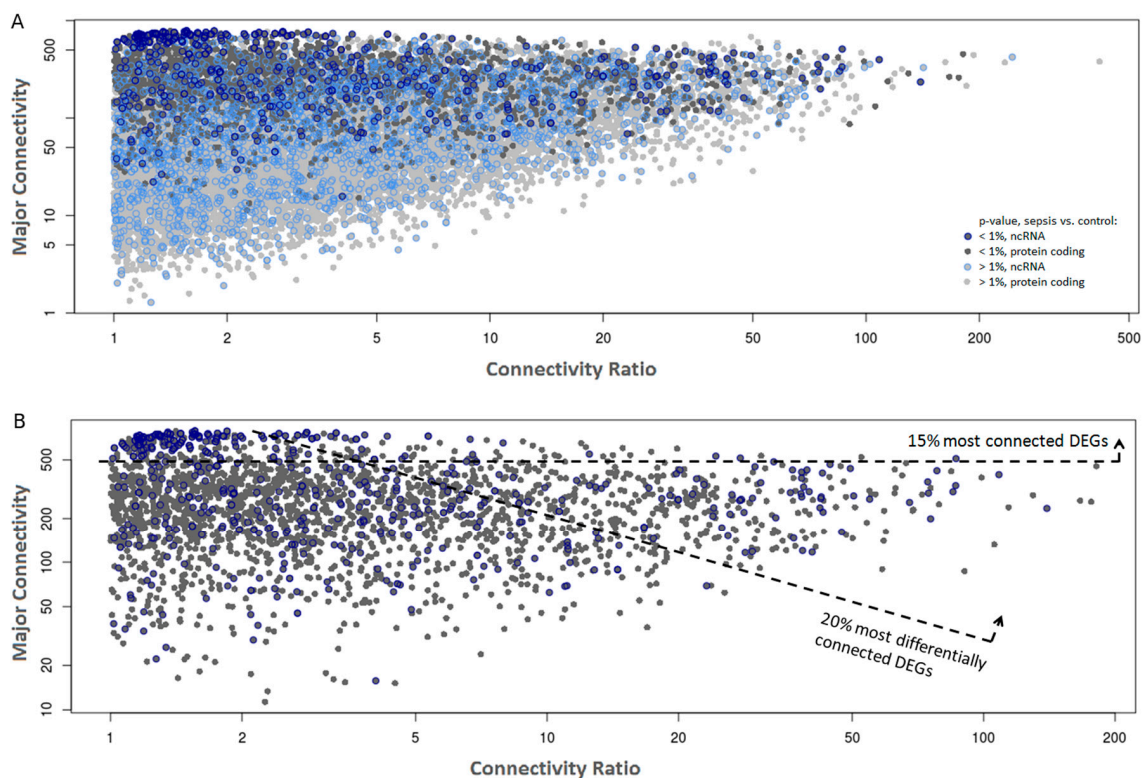 A
Major Connectivity
500
50
10
5
1
p-value, sepsis vs. control:
< 1%, ncRNA
< 1%, protein coding
> 1%, ncRNA
> 1%, protein coding
1 2 5 10 20 50 100 200 500
Connectivity Ratio
B
Major Connectivity
500
200
100
50
20
10
15% most connected DEGs
20% most differentially
connected DEGs
1 2 5 10 20 50 100 200
Connectivity Ratio